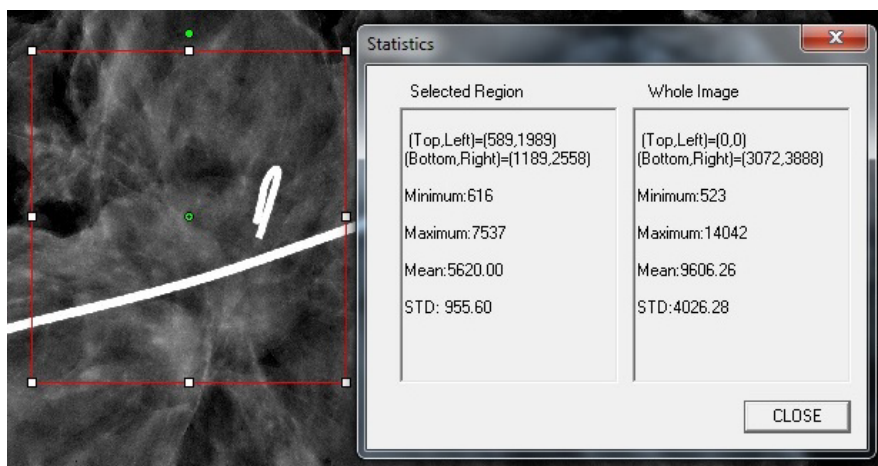 Statistics
Selected Region
(Top,Left)=(589,1989)
(Bottom,Right)=(1189,2558)
Minimum:616
Maximum:7537
Mean:5620.00
STD: 955.60
Whole Image
(Top,Left)=(0,0)
(Bottom,Right)=(3072,3888)
Minimum:523
Maximum:14042
Mean:9606.26
STD:4026.28
CLOSE